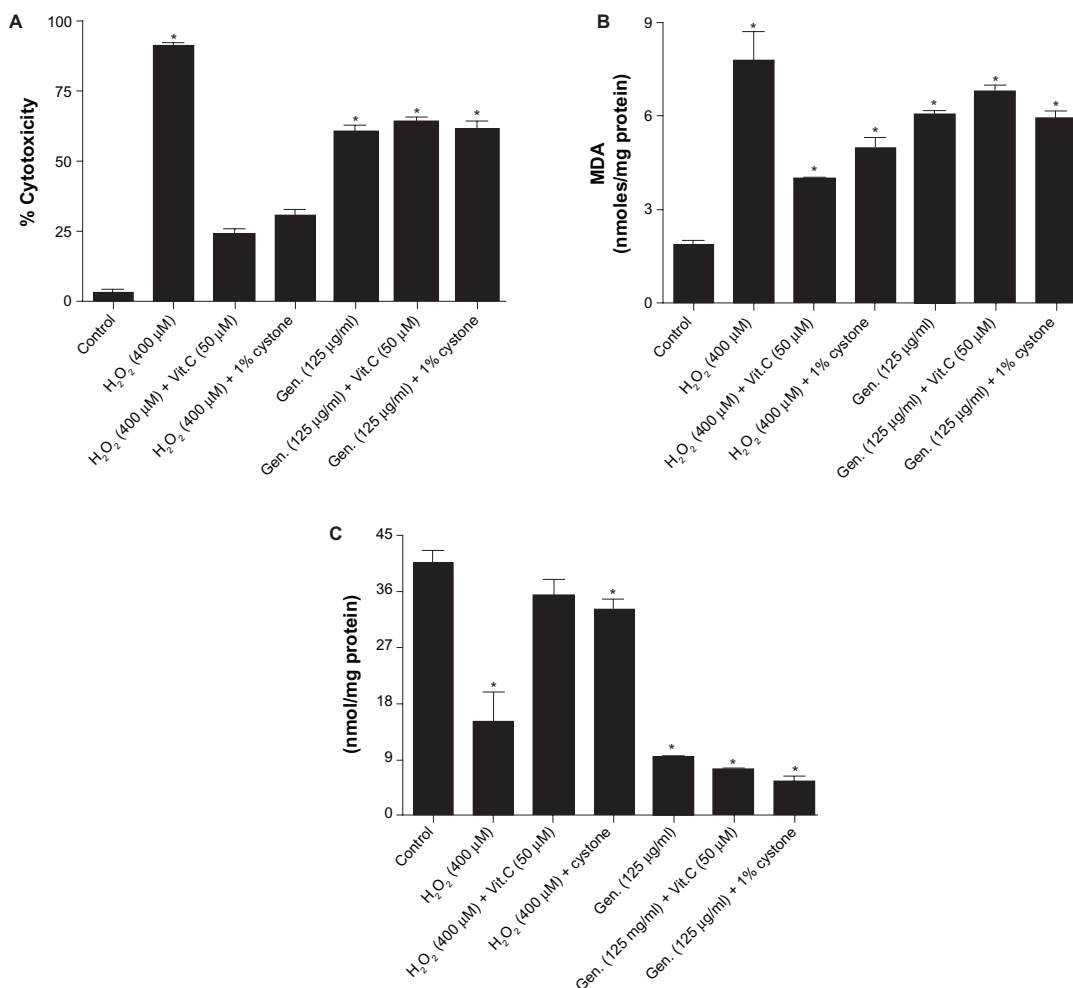 A
% Cytotoxicity
100
75
50
25
0
*
*
*
*
Control
H₂O₂ (400 µM)
H₂O₂ (400 µM) + Vit.C (50 µM)
H₂O₂ (400 µM) + 1% cystone
Gen. (125 µg/ml)
Gen. (125 µg/ml) + Vit.C (50 µM)
Gen. (125 µg/ml) + 1% cystone
B
MDA
(nmoles/mg protein)
9
6
3
0
*
*
*
*
*
*
Control
H₂O₂ (400 µM)
H₂O₂ (400 µM) + Vit.C (50 µM)
H₂O₂ (400 µM) + 1% cystone
Gen. (125 µg/ml)
Gen. (125 µg/ml) + Vit.C (50 µM)
Gen. (125 µg/ml) + 1% cystone
C
(nmol/mg protein)
45
36
27
18
9
0
*
*
*
*
*
Control
H₂O₂ (400 µM)
H₂O₂ (400 µM) + Vit.C (50 µM)
H₂O₂ (400 µM) + cystone
Gen. (125 µg/ml)
Gen. (125 mg/ml) + Vit.C (50 µM)
Gen. (125 µg/ml) + 1% cystone